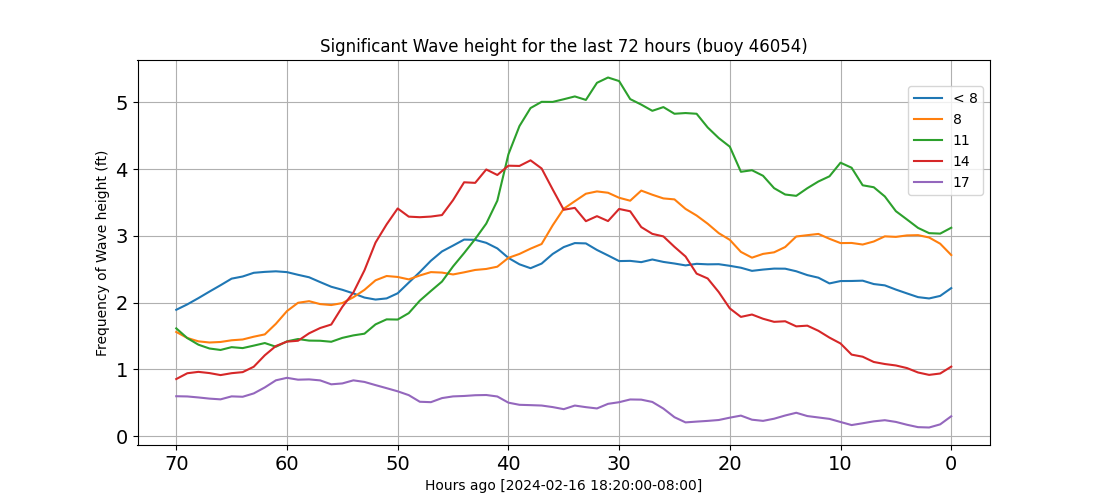 Significant Wave height for the last 72 hours (buoy 46054)
Frequency of Wave height (ft)
5
4
3
2
1
0
< 8
8
11
14
17
70 60 50 40 30 20 10 0
Hours ago [2024-02-16 18:20:00-08:00]